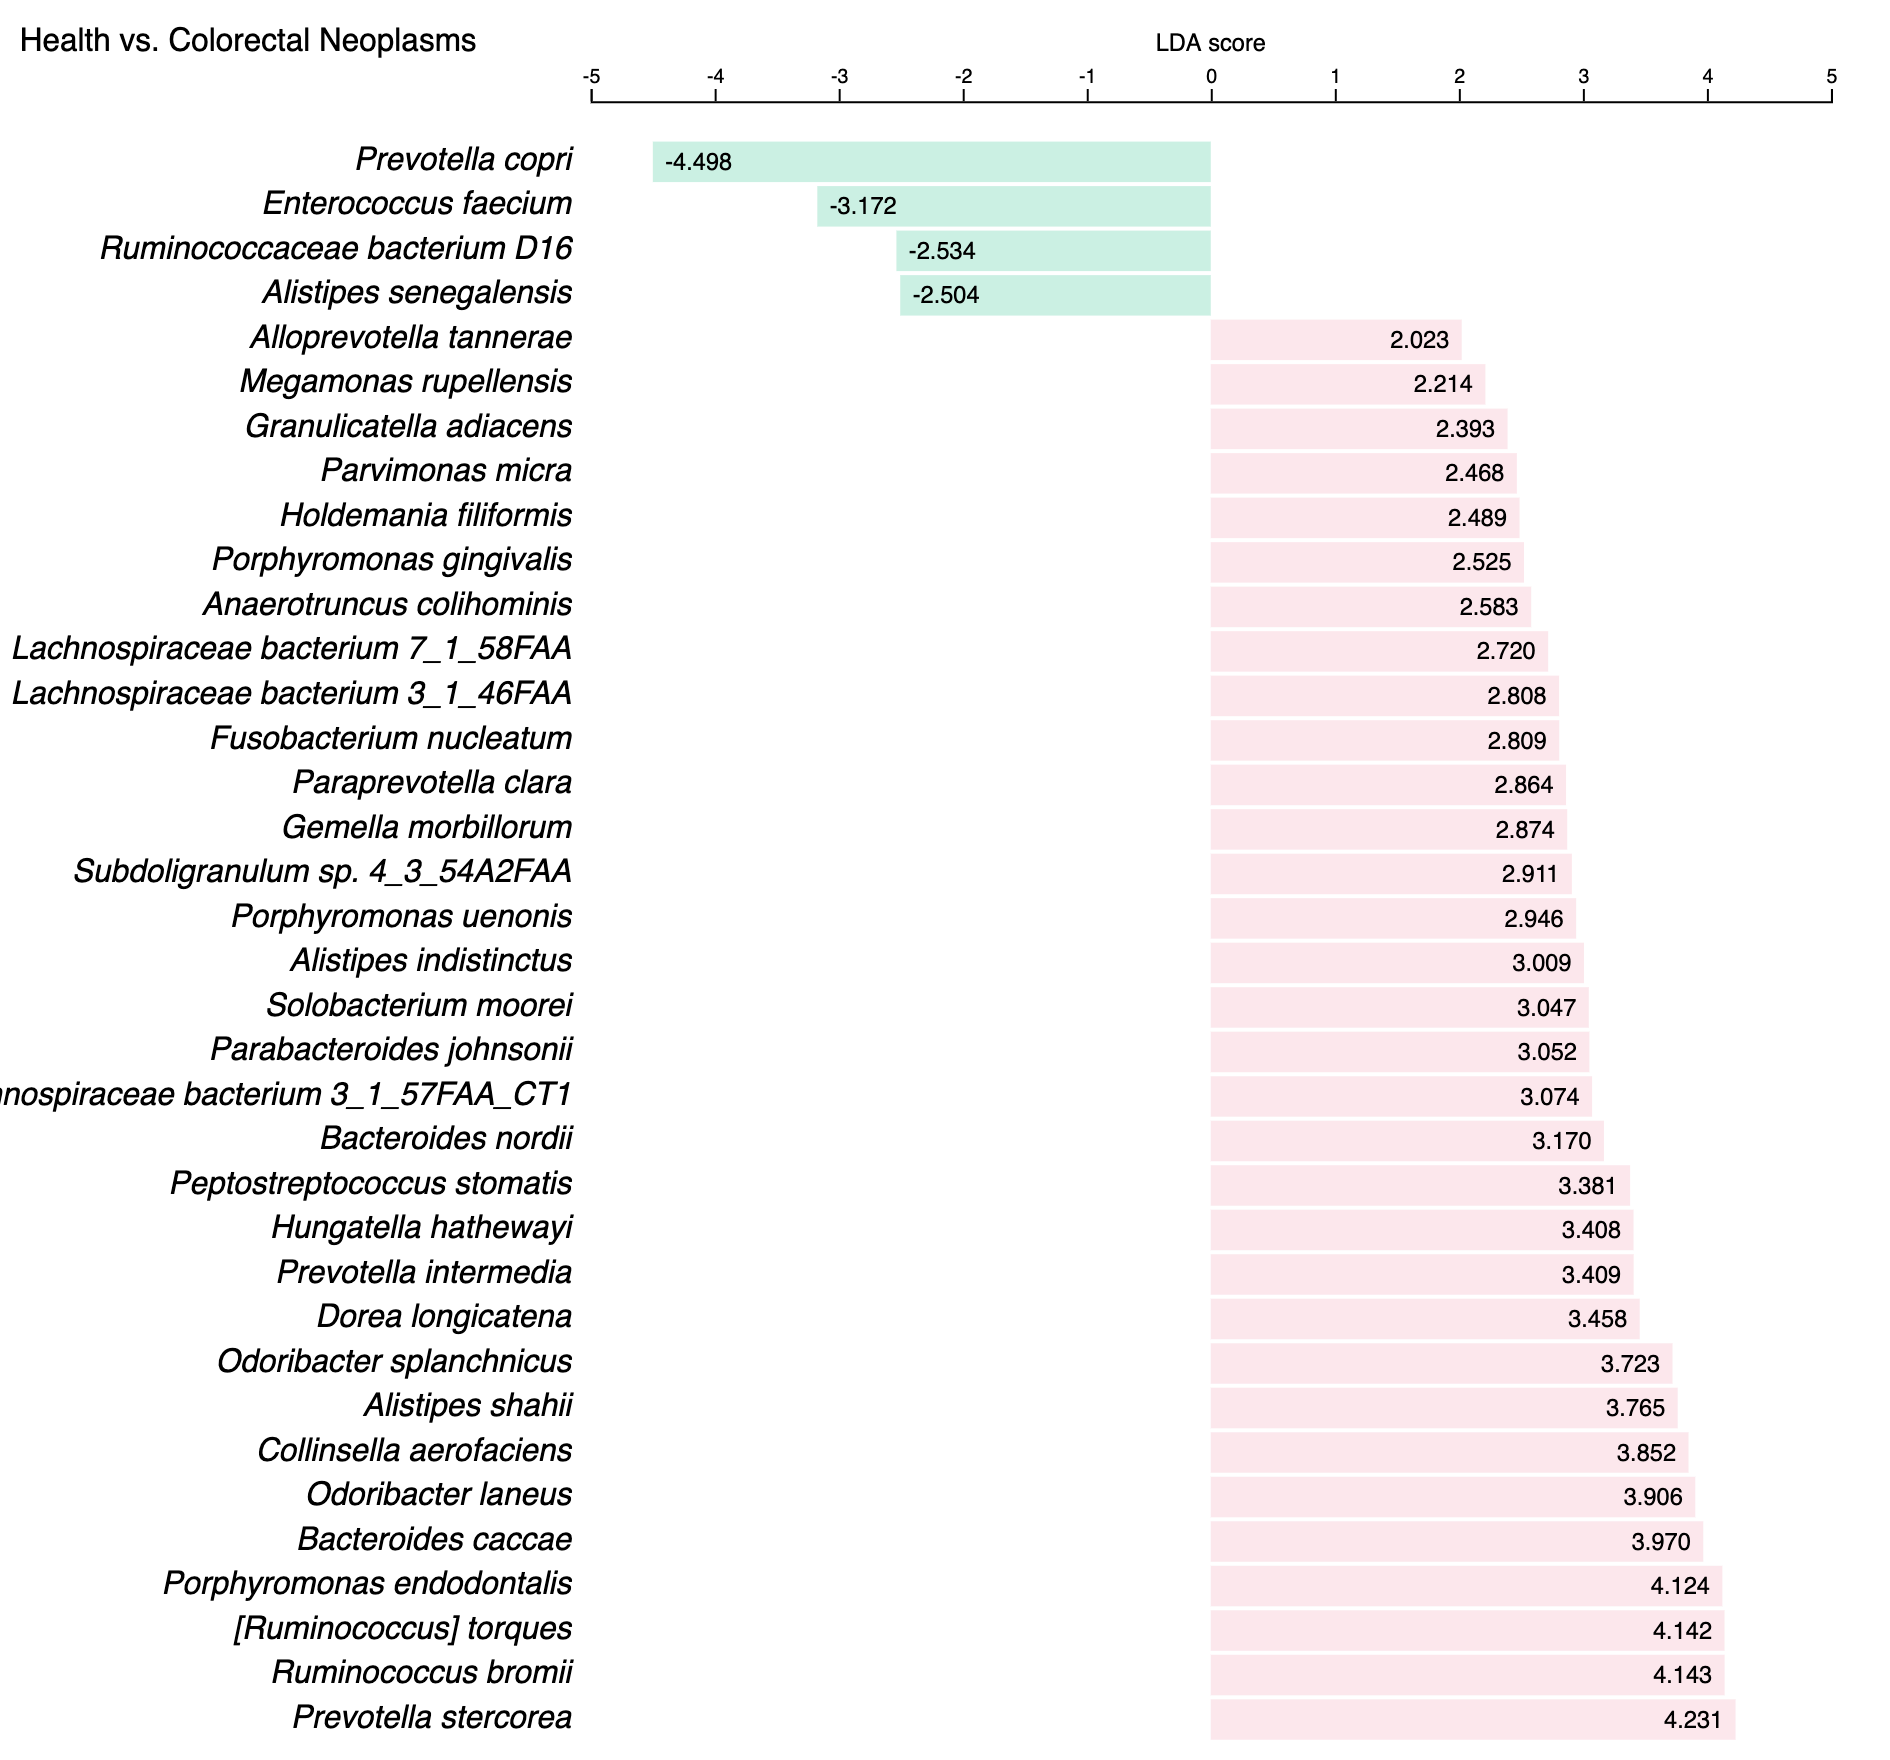 Health vs. Colorectal Neoplasms
LDA score
-5 -4 -3 -2 -1 0 1 2 3 4 5
Prevotella copri -4.498
Enterococcus faecium -3.172
Ruminococcaceae bacterium D16 -2.534
Alistipes senegalensis -2.504
Alloprevotella tannerae 2.023
Megamonas rupellensis 2.214
Granulicatella adiacens 2.393
Parvimonas micra 2.468
Holdemania filiformis 2.489
Porphyromonas gingivalis 2.525
Anaerotruncus colihominis 2.583
Lachnospiraceae bacterium 7_1_58FAA 2.720
Lachnospiraceae bacterium 3_1_46FAA 2.808
Fusobacterium nucleatum 2.809
Paraprevotella clara 2.864
Gemella morbillorum 2.874
Subdoligranulum sp. 4_3_54A2FAA 2.911
Porphyromonas uenonis 2.946
Alistipes indistinctus 3.009
Solobacterium moorei 3.047
Parabacteroides johnsonii 3.052
nospiraceae bacterium 3_1_57FAA_CT1 3.074
Bacteroides nordii 3.170
Peptostreptococcus stomatis 3.381
Hungatella hathewayi 3.408
Prevotella intermedia 3.409
Dorea longicatena 3.458
Odoribacter splanchnicus 3.723
Alistipes shahii 3.765
Collinsella aerofaciens 3.852
Odoribacter laneus 3.906
Bacteroides caccae 3.970
Porphyromonas endodontalis 4.124
[Ruminococcus] torques 4.142
Ruminococcus bromii 4.143
Prevotella stercorea 4.231